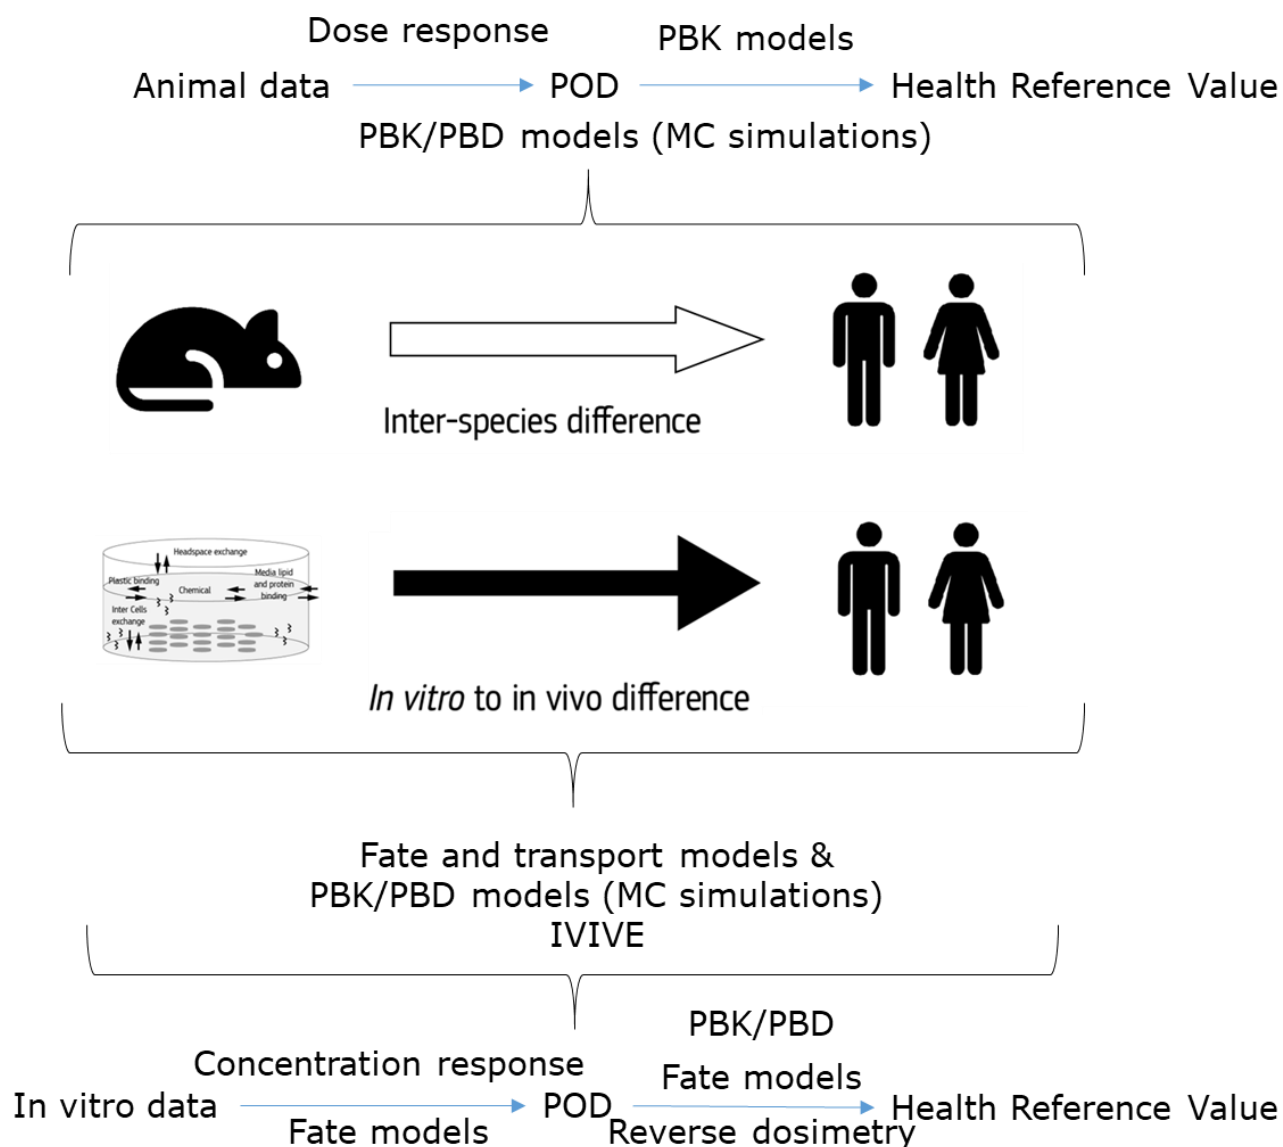 Dose response
PBK models
Animal data
POD
Health Reference Value
PBK/PBD models (MC simulations)
Inter-species difference
Headspace exchange
Plastic binding
Chemical
Media lipid
and protein
binding
Inter Cells
exchange
In vitro to in vivo difference
Fate and transport models &
PBK/PBD models (MC simulations)
IVIVE
PBK/PBD
Concentration response
Fate models
In vitro data
POD
Health Reference Value
Fate models
Reverse dosimetry